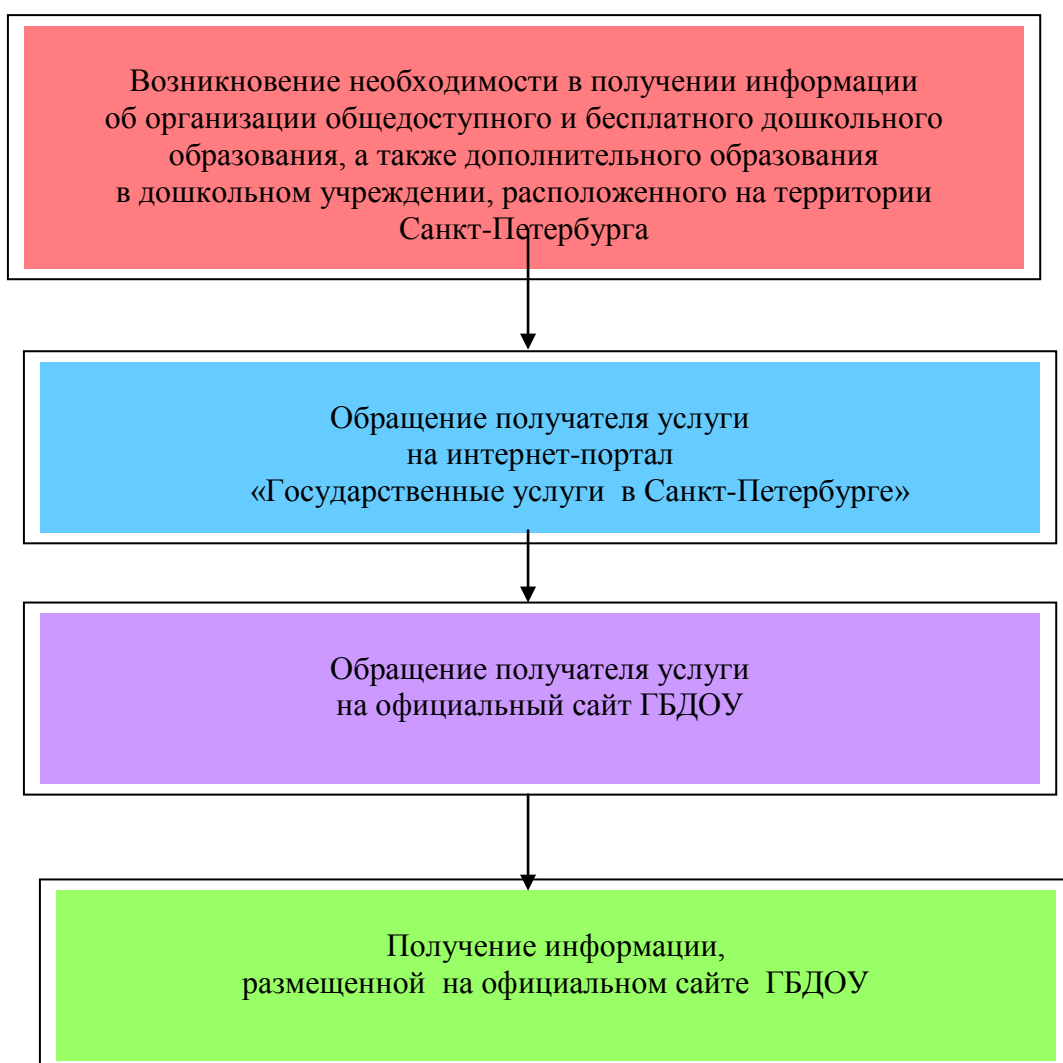 Возникновение необходимости в получении информации
об организации общедоступного и бесплатного дошкольного
образования, а также дополнительного образования
в дошкольном учреждении, расположенного на территории
Санкт-Петербурга
Обращение получателя услуги
на интернет-портал
«Государственные услуги в Санкт-Петербурге»
Обращение получателя услуги
на официальный сайт ГБДОУ
Получение информации,
размещенной на официальном сайте ГБДОУ